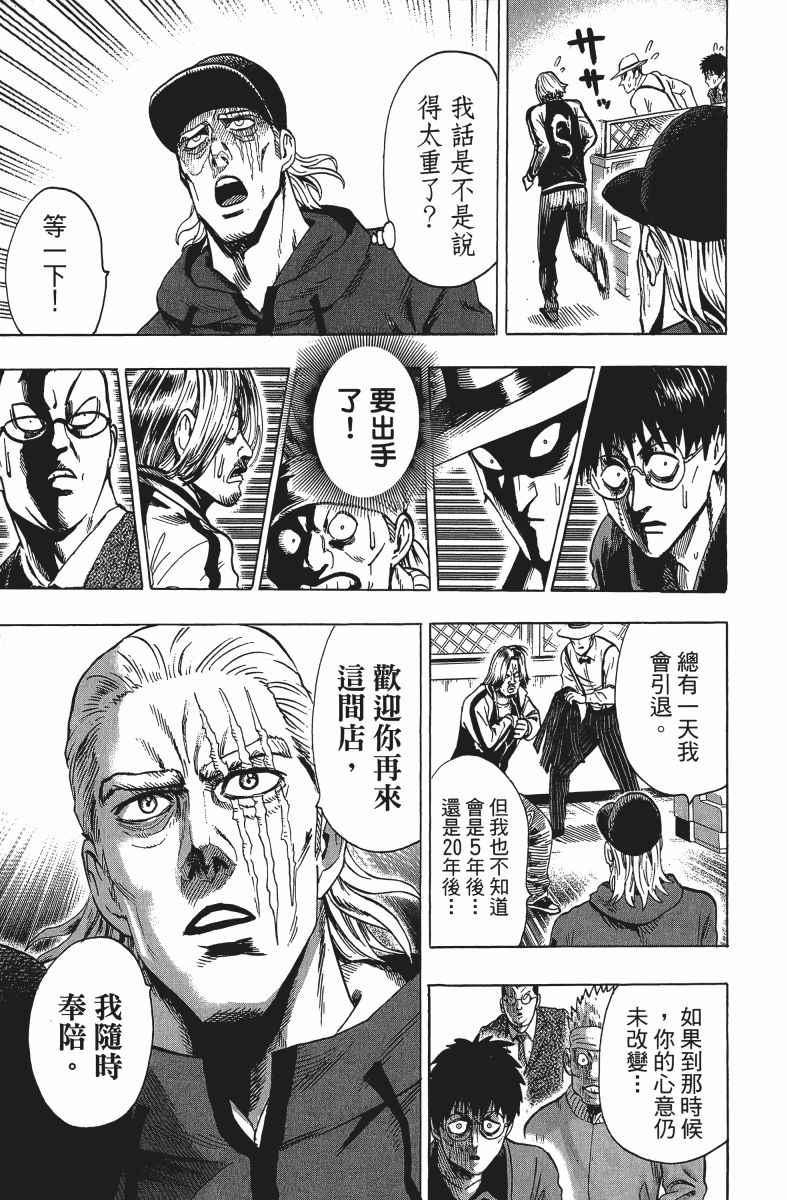 ササッ
我話是不是說
得太重了？
等一下！
要出手
了！
總有一天我
會引退。
但我也不知道
會是5年後…
還是20年後…
如果到那時候
，你的心意仍
未改變…
歡迎你再來
這間店，
我隨時
奉陪。